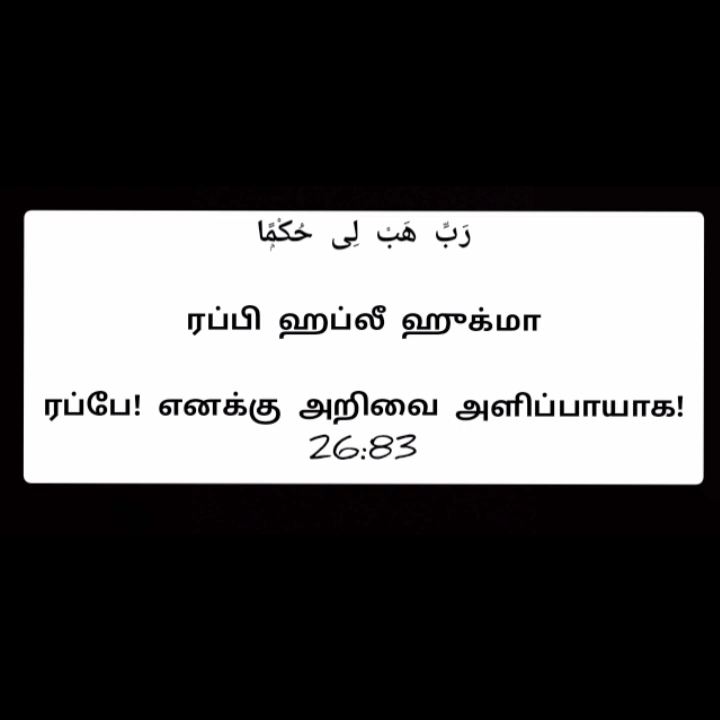 رَبِّ هَبْ لِى حُكْمًۭا
ரப்பி ஹப்லீ ஹுக்மா
ரப்பே! எனக்கு அறிவை அளிப்பாயாக!
26:83